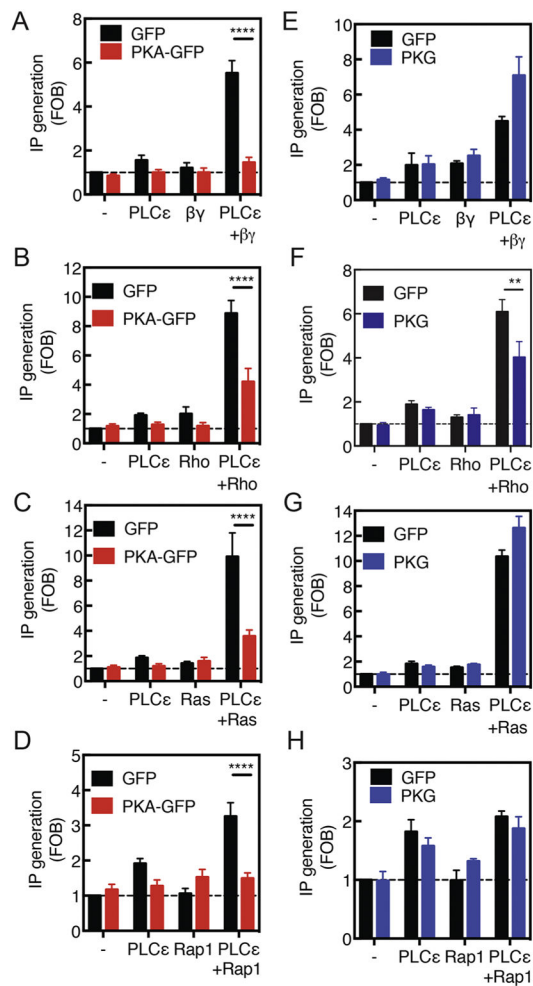 A
GFP
PKA-GFP
****
IP generation
(FOB)
8
6
4
2
0
- PLCε βγ PLCε
+βγ
B
GFP
PKA-GFP
****
IP generation
(FOB)
12
10
8
6
4
2
0
- PLCε Rho PLCε
+Rho
C
GFP
PKA-GFP
****
IP generation
(FOB)
14
12
10
8
6
4
2
0
- PLCε Ras PLCε
+Ras
D
GFP
PKA-GFP
****
IP generation
(FOB)
5
4
3
2
1
0
- PLCε Rap1 PLCε
+Rap1
E
GFP
PKG
IP generation
(FOB)
10
8
6
4
2
0
- PLCε βγ PLCε
+βγ
F
GFP
PKG
**
IP generation
(FOB)
8
6
4
2
0
- PLCε Rho PLCε
+Rho
G
GFP
PKG
IP generation
(FOB)
14
12
10
8
6
4
2
0
- PLCε Ras PLCε
+Ras
H
GFP
PKG
IP generation
(FOB)
3
2
1
0
- PLCε Rap1 PLCε
+Rap1